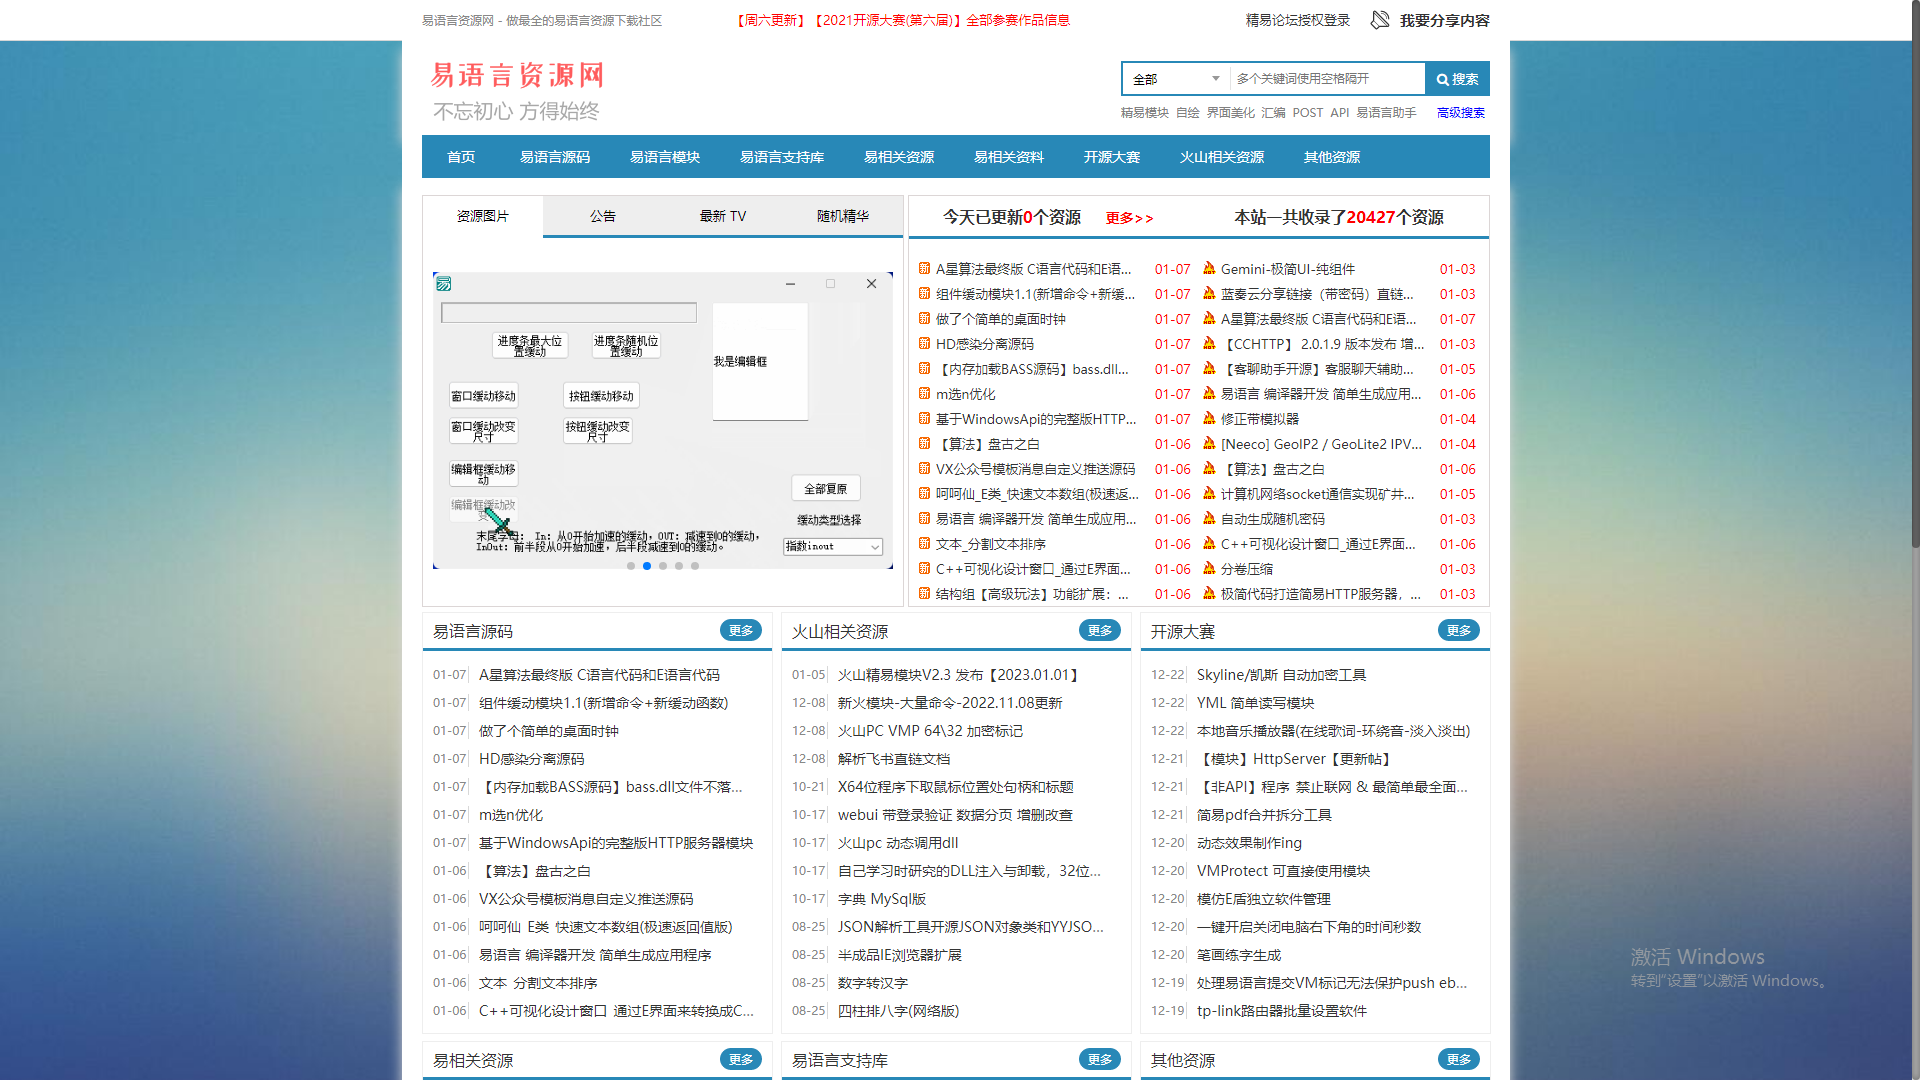 易语言资源网 - 做最全的易语言资源下载社区
【周六更新】【2021开源大赛(第六届)】全部参赛作品信息
精易论坛授权登录
我要分享内容
易语言资源网
不忘初心 方得始终
全部
多个关键词使用空格隔开
搜索
精易模块 自绘 界面美化 汇编 POST API 易语言助手 高级搜索
首页 易语言源码 易语言模块 易语言支持库 易相关资源 易相关资料 开源大赛 火山相关资源 其他资源
资源图片 公告 最新 TV 随机精华
进度条最大位置缓动
进度条随机位置缓动
我是编辑框
窗口缓动移动
按钮缓动移动
窗口缓动改变尺寸
按钮缓动改变尺寸
编辑框缓动移动
编辑框缓动改变
全部复原
缓动类型选择
末尾字母: In: 从0开始加速的缓动, OUT: 减速到0的缓动,
InOut: 前半段从0开始加速, 后半段减速到0的缓动。
指数inout
今天已更新0个资源 更多>> 本站一共收录了20427个资源
新 A星算法最终版 C语言代码和E语... 01-07
新 组件缓动模块1.1(新增命令+新缓... 01-07
新 做了个简单的桌面时钟 01-07
新 HD感染分离源码 01-07
新 【内存加载BASS源码】bass.dll... 01-07
新 m选n优化 01-07
新 基于WindowsApi的完整版HTTP... 01-07
新 【算法】盘古之白 01-06
新 VX公众号模板消息自定义推送源码 01-06
新 呵呵仙_E类_快速文本数组(极速返... 01-06
新 易语言 编译器开发 简单生成应用... 01-06
新 文本_分割文本排序 01-06
新 C++可视化设计窗口_通过E界面... 01-06
新 结构组【高级玩法】功能扩展：... 01-06
Gemini-极简UI-纯组件 01-03
蓝奏云分享链接（带密码）直链... 01-03
A星算法最终版 C语言代码和E语... 01-07
【CCHTTP】 2.0.1.9 版本发布 增... 01-03
【客聊助手开源】客服聊天辅助... 01-05
易语言 编译器开发 简单生成应用... 01-06
修正带模拟器 01-04
[Neeco] GeoIP2 / GeoLite2 IPV... 01-04
【算法】盘古之白 01-06
计算机网络socket通信实现矿井... 01-05
自动生成随机密码 01-03
C++可视化设计窗口_通过E界面... 01-06
分卷压缩 01-03
极简代码打造简易HTTP服务器，... 01-03
易语言源码 更多
01-07 A星算法最终版 C语言代码和E语言代码
01-07 组件缓动模块1.1(新增命令+新缓动函数)
01-07 做了个简单的桌面时钟
01-07 HD感染分离源码
01-07 【内存加载BASS源码】bass.dll文件不落...
01-07 m选n优化
01-07 基于WindowsApi的完整版HTTP服务器模块
01-06 【算法】盘古之白
01-06 VX公众号模板消息自定义推送源码
01-06 呵呵仙_E类_快速文本数组(极速返回值版)
01-06 易语言 编译器开发 简单生成应用程序
01-06 文本_分割文本排序
01-06 C++可视化设计窗口_通过E界面来转换成C...
火山相关资源 更多
01-05 火山精易模块V2.3 发布【2023.01.01】
12-08 新火模块-大量命令-2022.11.08更新
12-08 火山PC VMP 64\32 加密标记
12-08 解析飞书直链文档
10-21 X64位程序下取鼠标位置处句柄和标题
10-17 webui 带登录验证 数据分页 增删改查
10-17 火山pc 动态调用dll
10-17 自己学习时研究的DLL注入与卸载，32位...
10-17 字典 MySql版
08-25 JSON解析工具开源JSON对象类和YYJSO...
08-25 半成品IE浏览器扩展
08-25 数字转汉字
08-25 四柱排八字(网络版)
开源大赛 更多
12-22 Skyline/凯斯 自动加密工具
12-22 YML 简单读写模块
12-22 本地音乐播放器(在线歌词-环绕音-淡入淡出)
12-21 【模块】HttpServer【更新帖】
12-21 【非API】程序 禁止联网 & 最简单最全面...
12-21 简易pdf合并拆分工具
12-20 动态效果制作ing
12-20 VMProtect 可直接使用模块
12-20 模仿E盾独立软件管理
12-20 一键开启关闭电脑右下角的时间秒数
12-20 笔画练字生成
12-19 处理易语言提交VM标记无法保护push eb...
12-19 tp-link路由器批量设置软件
易相关资源 更多
易语言支持库 更多
其他资源 更多
激活 Windows
转到“设置”以激活 Windows。